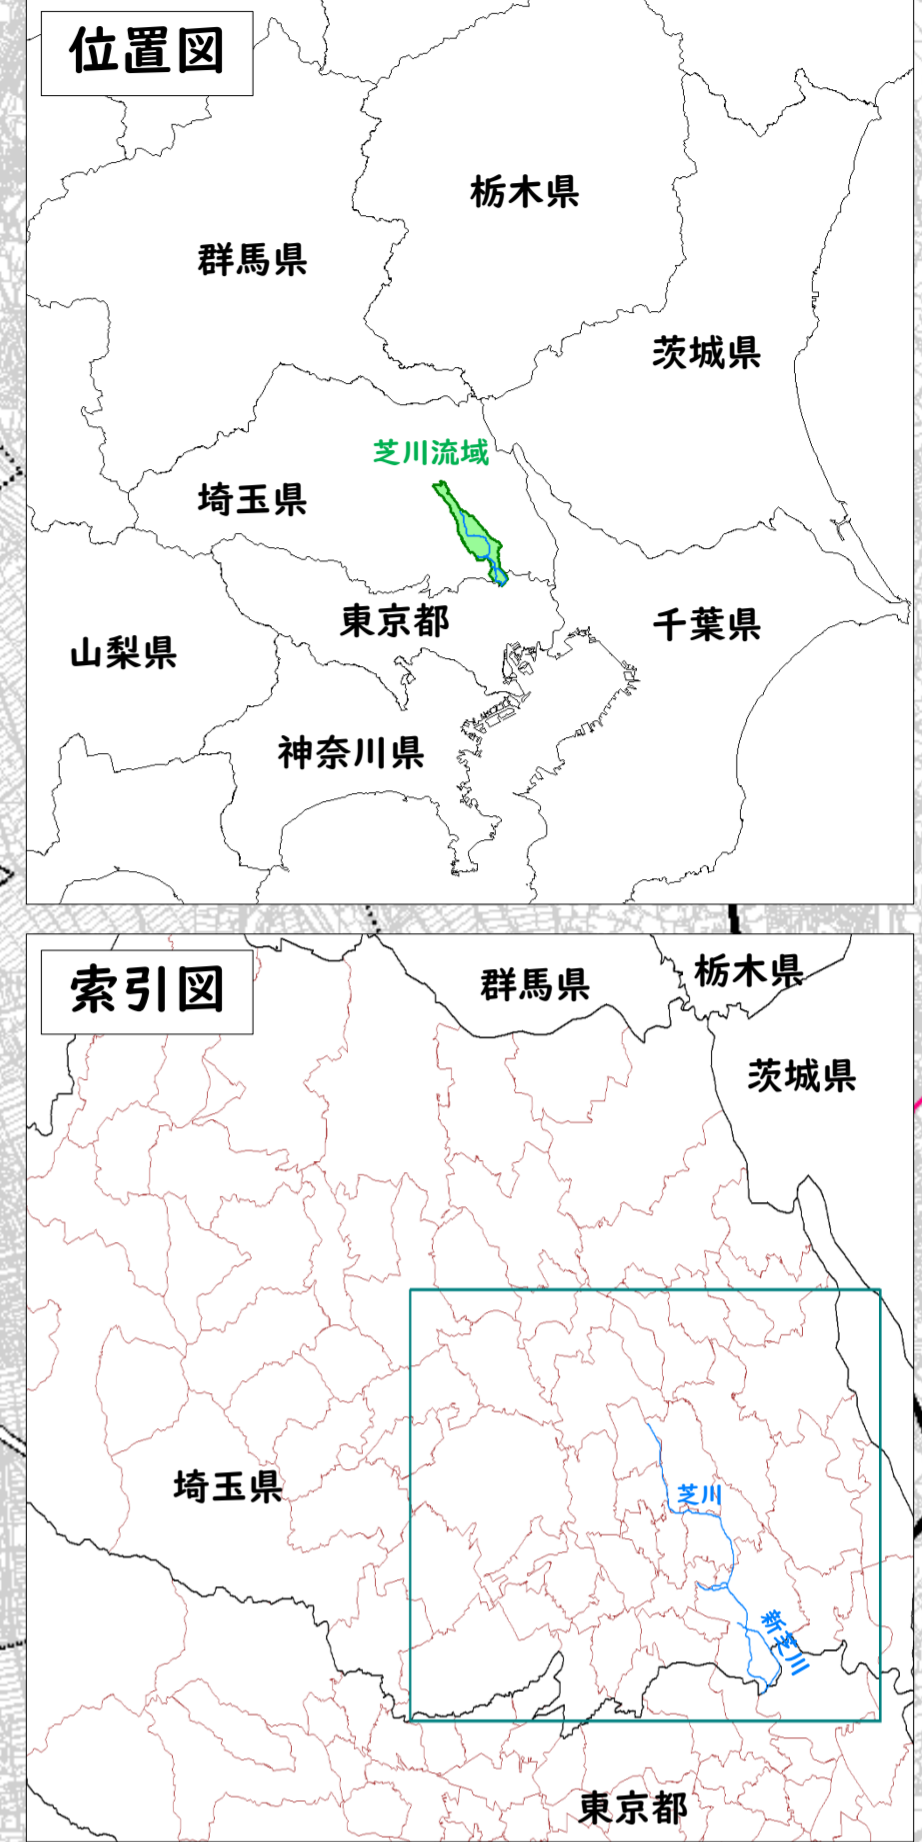 位置図
栃木県
群馬県
茨城県
芝川流域
埼玉県
東京都
千葉県
山梨県
神奈川県
索引図
群馬県
栃木県
茨城県
埼玉県
芝川
新芝川
東京都